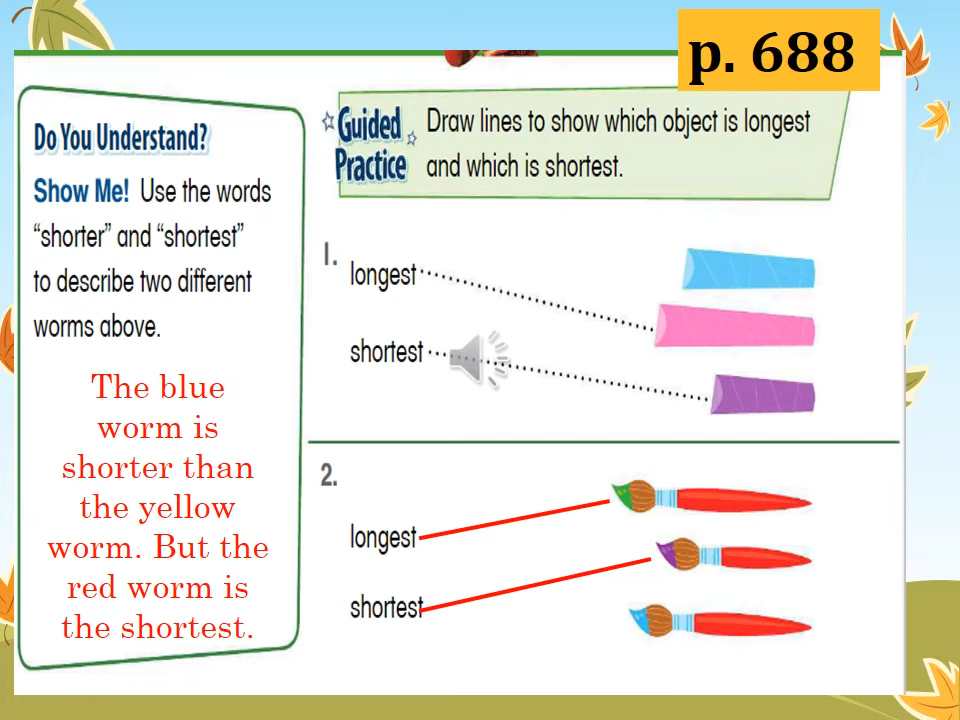 p. 688
Do You Understand?
Show Me! Use the words
“shorter” and “shortest”
to describe two different
worms above.
The blue
worm is
shorter than
the yellow
worm. But the
red worm is
the shortest.
Guided
Practice
Draw lines to show which object is longest
and which is shortest.
1.
longest
shortest
2.
longest
shortest